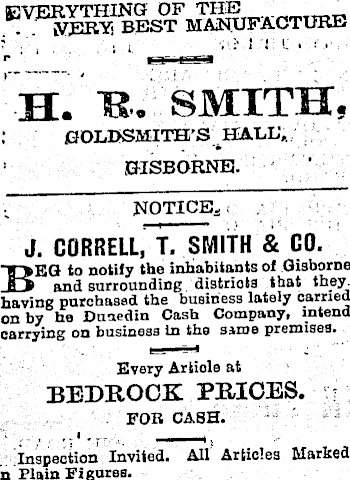 EVERYTHING OF THE
VERY BEST MANUFACTURE
H. R. SMITH,
GOLDSMITH'S HALL,
GISBORNE.
NOTICE.
J. CORRELL, T. SMITH & CO.
BEG to notify the inhabitants of Gisborne
and surrounding districts that they
having purchased the business lately carried
on by he Dunedin Cash Company, intend
carrying on business in the same premises.
Every Article at
BEDROCK PRICES.
FOR CASH.
Inspection Invited. All Articles Marked
n Plain Figures.